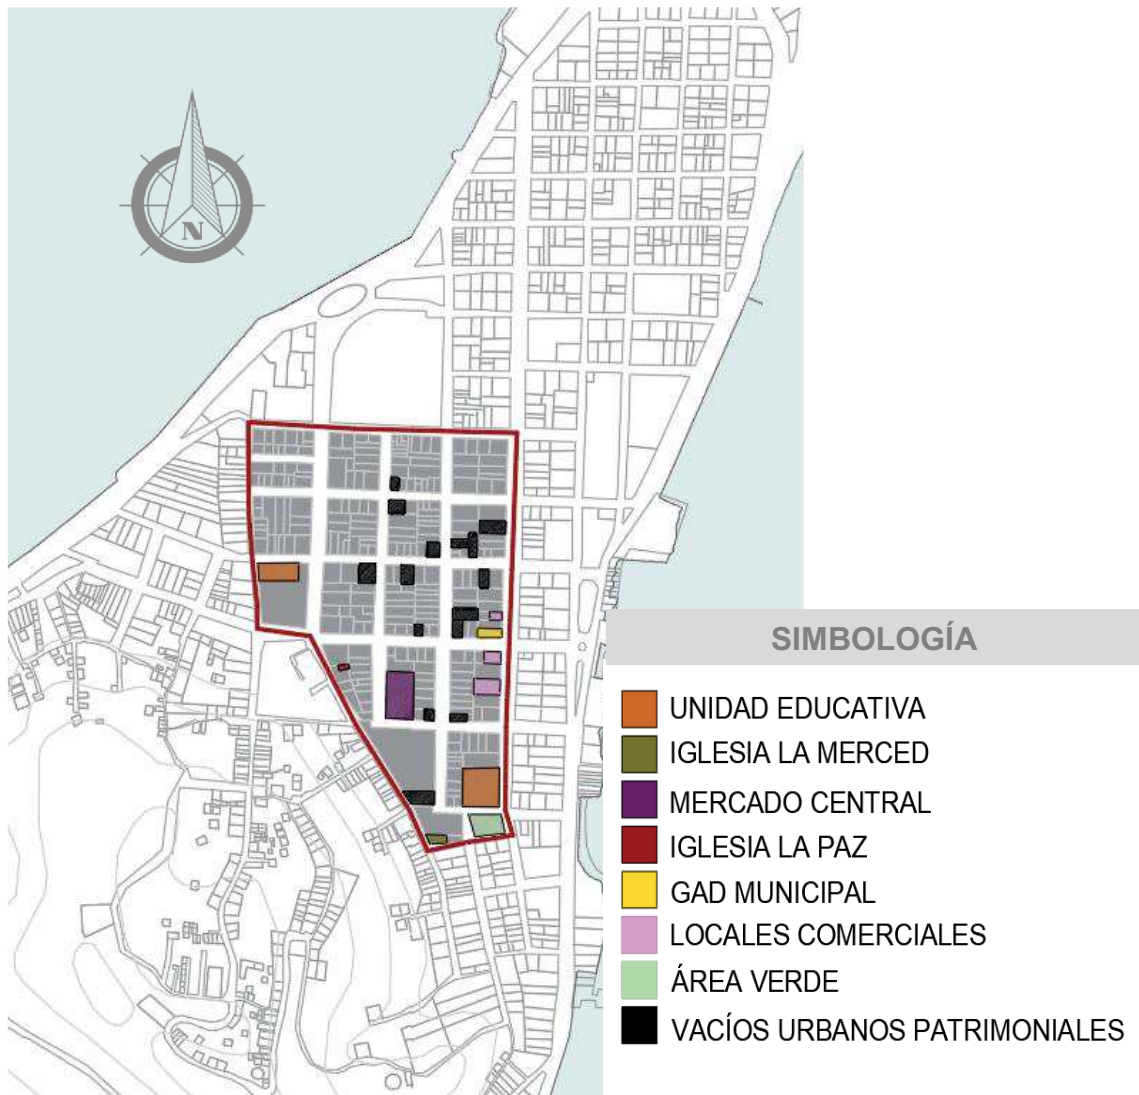 N
SIMBOLOGÍA
UNIDAD EDUCATIVA
IGLESIA LA MERCED
MERCADO CENTRAL
IGLESIA LA PAZ
GAD MUNICIPAL
LOCALES COMERCIALES
ÁREA VERDE
VACÍOS URBANOS PATRIMONIALES